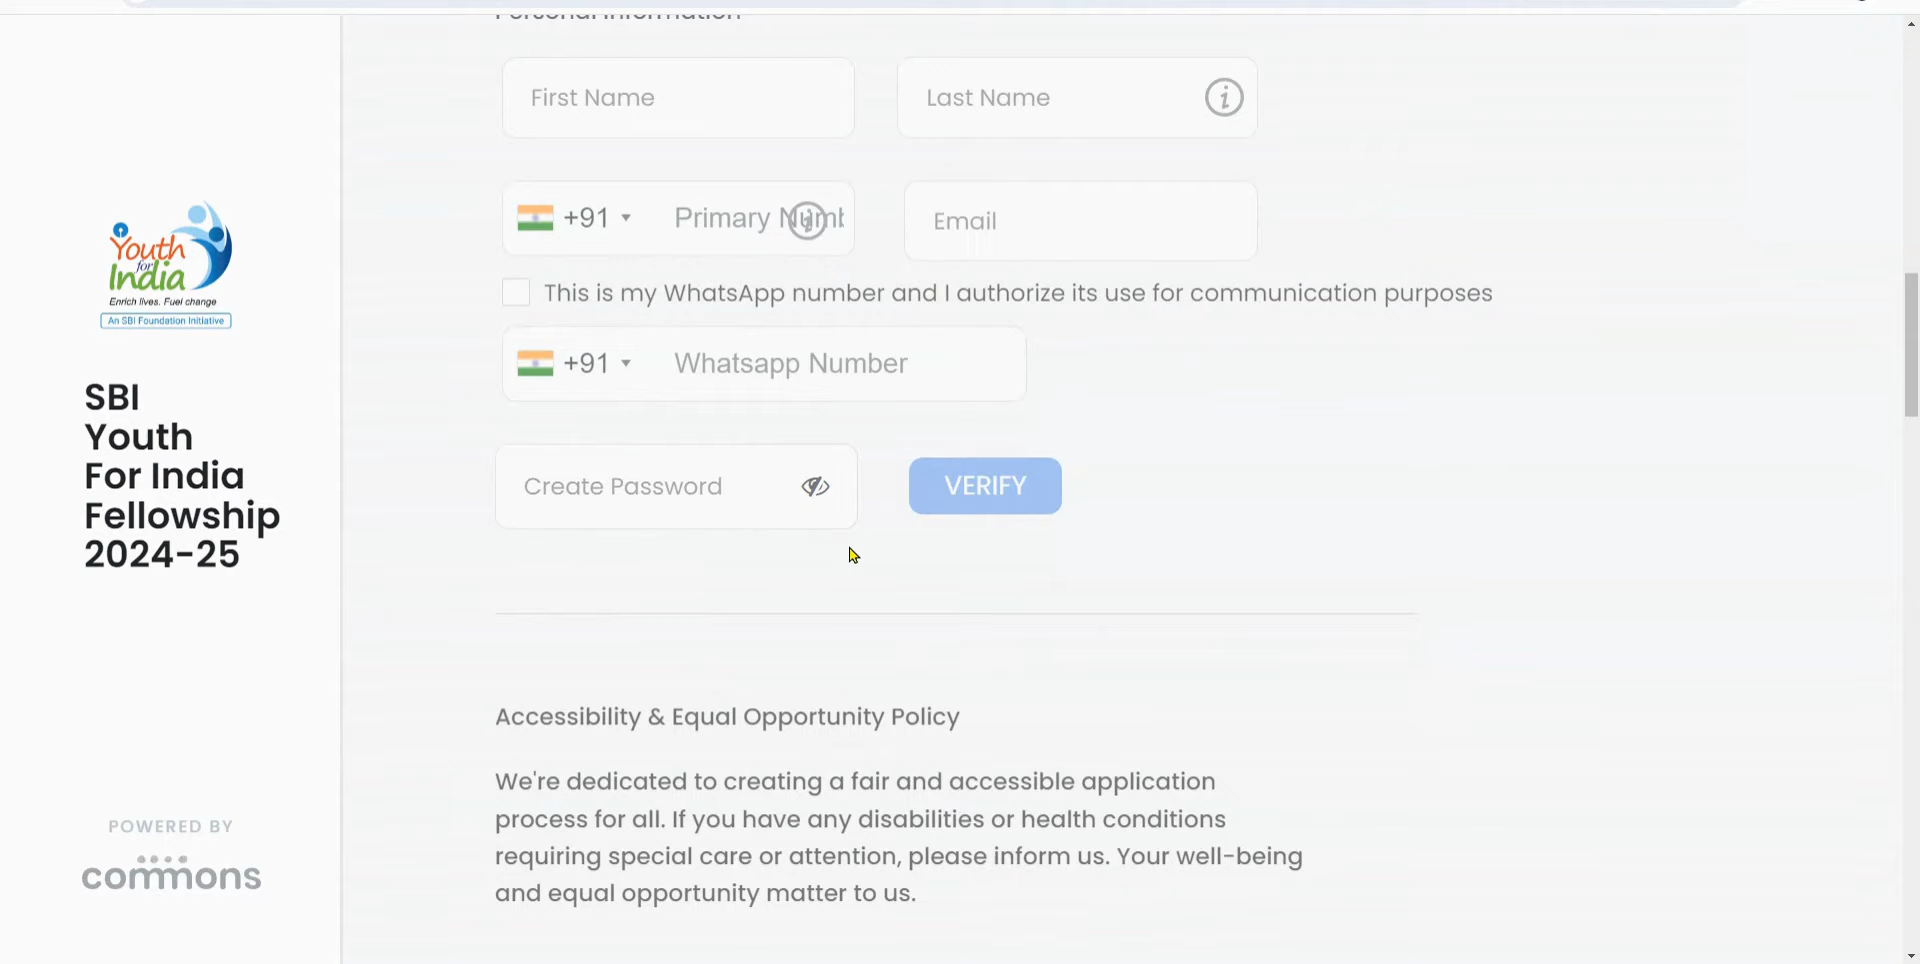 Personal Information
First Name
Last Name
+91
Primary Numb
Email
This is my WhatsApp number and I authorize its use for communication purposes
+91
Whatsapp Number
Create Password
VERIFY
Youth
for
India
Enrich lives. Fuel change
An SBI Foundation Initiative
SBI
Youth
For India
Fellowship
2024-25
POWERED BY
commons
Accessibility & Equal Opportunity Policy
We're dedicated to creating a fair and accessible application
process for all. If you have any disabilities or health conditions
requiring special care or attention, please inform us. Your well-being
and equal opportunity matter to us.